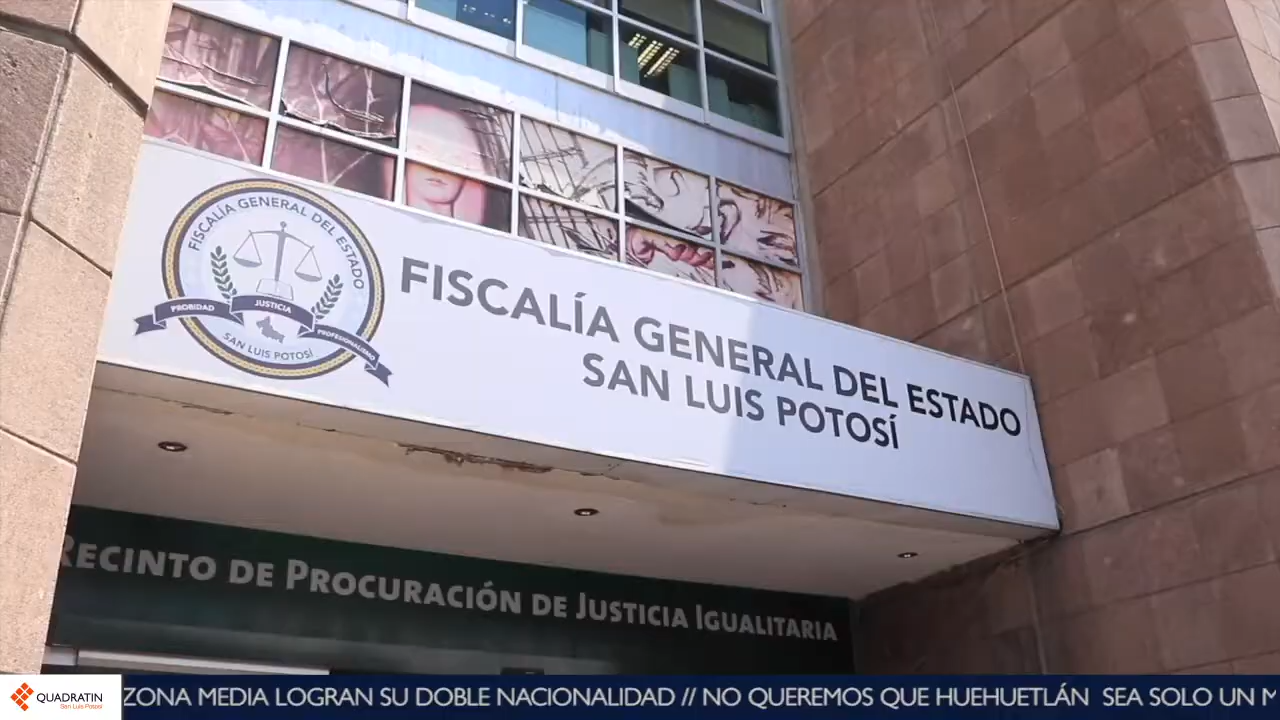 FISCALÍA GENERAL DEL ESTADO
PROBIDAD
JUSTICIA
PROFESIONALISMO
SAN LUIS POTOSÍ
FISCALÍA GENERAL DEL ESTADO
SAN LUIS POTOSÍ
RECINTO DE PROCURACIÓN DE JUSTICIA IGUALITARIA
QUADRATIN
San Luis Potosí
ZONA MEDIA LOGRAN SU DOBLE NACIONALIDAD // NO QUEREMOS QUE HUEHUETLÁN SEA SOLO UN M